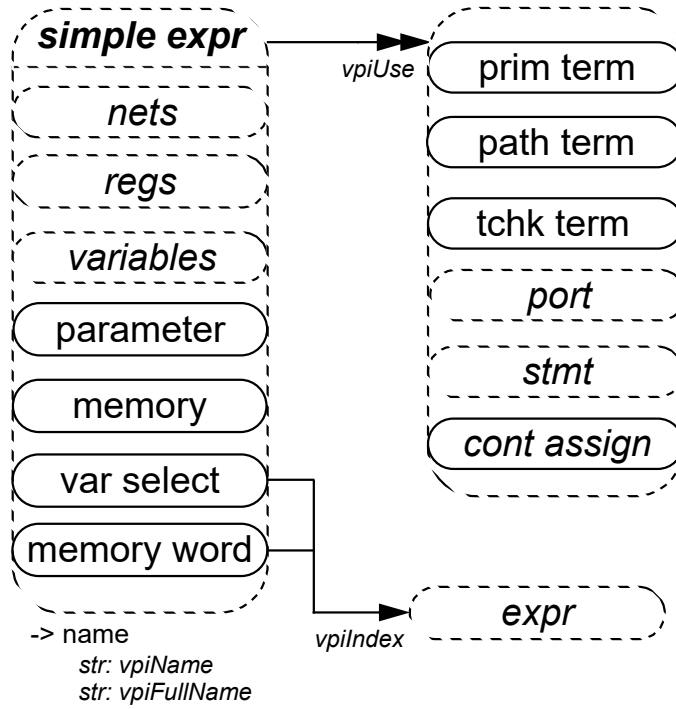 simple expr
nets
regs
variables
parameter
memory
var select
memory word
-> name
str: vpiName
str: vpiFullName
vpiUse
prim term
path term
tchk term
port
stmt
cont assign
vpiIndex
expr